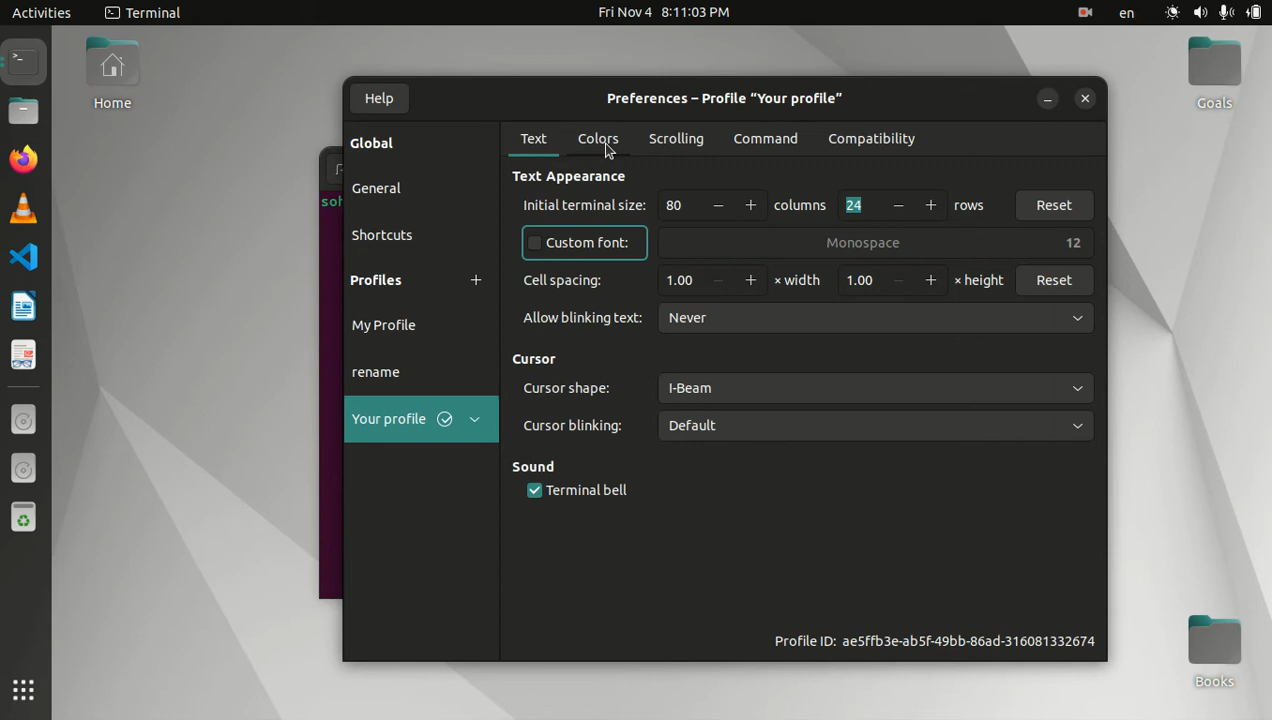 Activities Terminal Fri Nov 4 8:11:03 PM en
Home
Goals
Books
Help Preferences – Profile “Your profile”
Global
General
Shortcuts
Profiles
My Profile
rename
Your profile
Text Colors Scrolling Command Compatibility
Text Appearance
Initial terminal size: 80 columns 24 rows Reset
Custom font: Monospace 12
Cell spacing: 1.00 × width 1.00 × height Reset
Allow blinking text: Never
Cursor
Cursor shape: I-Beam
Cursor blinking: Default
Sound
Terminal bell
Profile ID: ae5ffb3e-ab5f-49bb-86ad-316081332674
soh